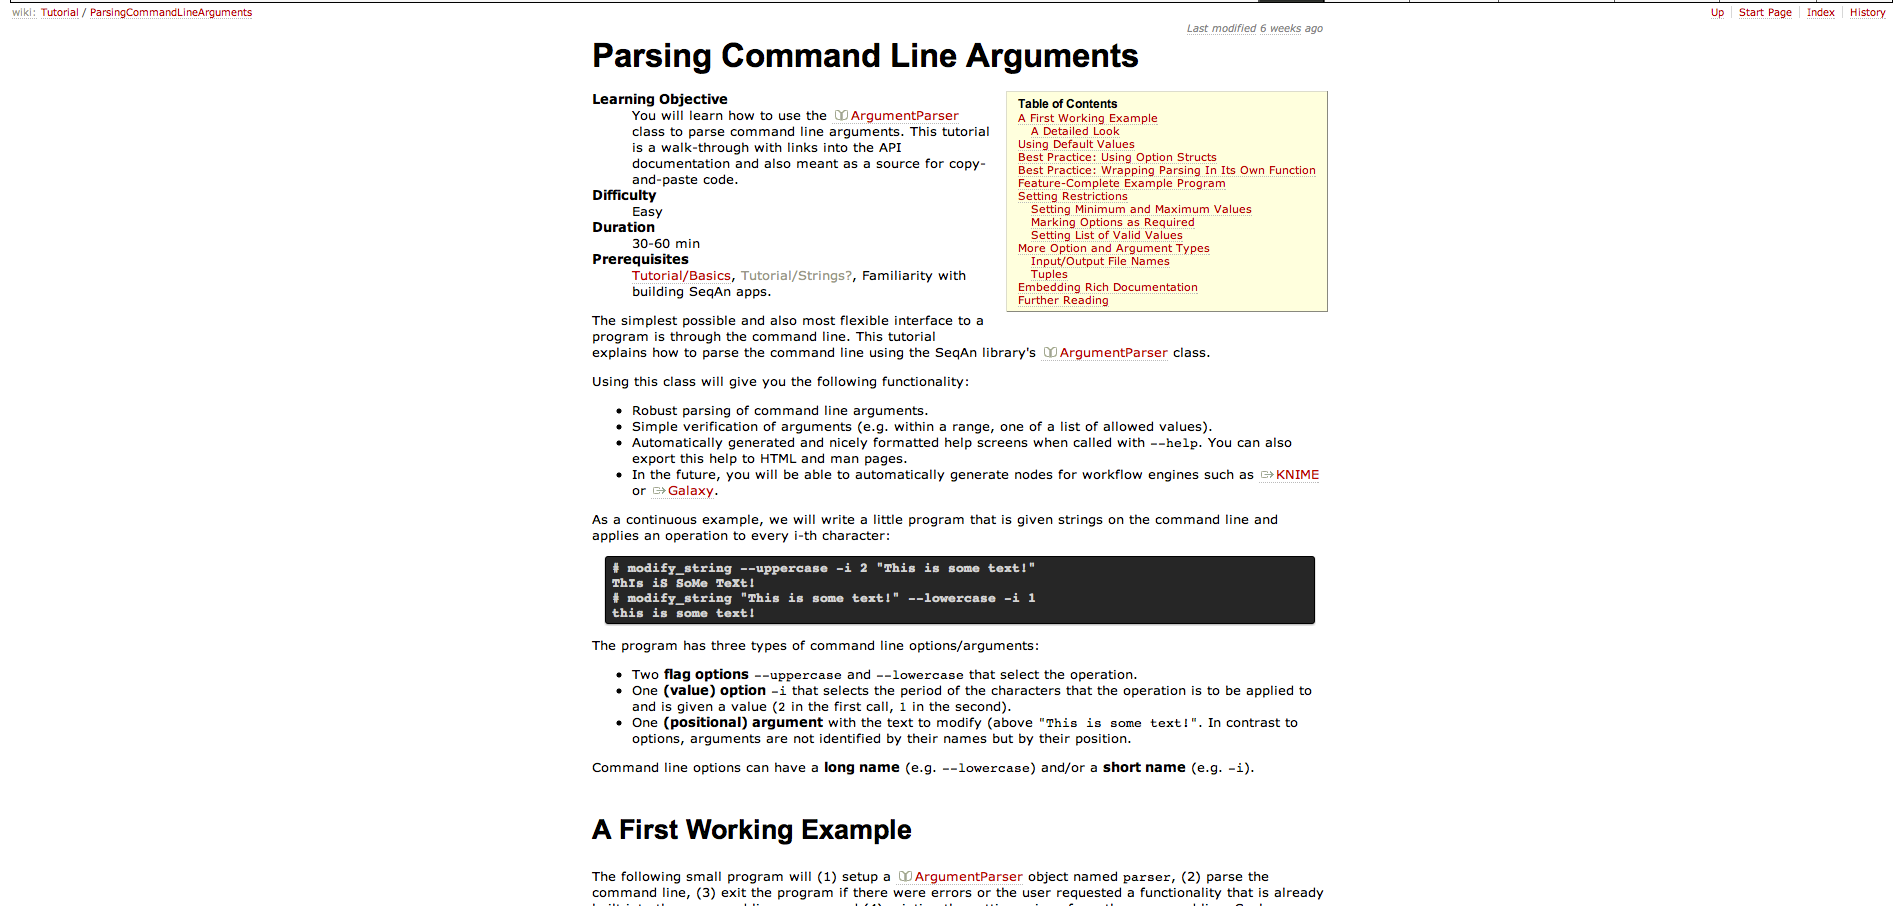 wiki: Tutorial / ParsingCommandLineArguments
Up Start Page Index History
Last modified 6 weeks ago
Parsing Command Line Arguments
Learning Objective
You will learn how to use the ArgumentParser
class to parse command line arguments. This tutorial
is a walk-through with links into the API
documentation and also meant as a source for copy-
and-paste code.
Difficulty
Easy
Duration
30-60 min
Prerequisites
Tutorial/Basics, Tutorial/Strings?, Familiarity with
building SeqAn apps.
Table of Contents
A First Working Example
A Detailed Look
Using Default Values
Best Practice: Using Option Structs
Best Practice: Wrapping Parsing In Its Own Function
Feature-Complete Example Program
Setting Restrictions
Setting Minimum and Maximum Values
Marking Options as Required
Setting List of Valid Values
More Option and Argument Types
Input/Output File Names
Tuples
Embedding Rich Documentation
Further Reading
The simplest possible and also most flexible interface to a
program is through the command line. This tutorial
explains how to parse the command line using the SeqAn library's ArgumentParser class.
Using this class will give you the following functionality:
• Robust parsing of command line arguments.
• Simple verification of arguments (e.g. within a range, one of a list of allowed values).
• Automatically generated and nicely formatted help screens when called with --help. You can also
export this help to HTML and man pages.
• In the future, you will be able to automatically generate nodes for workflow engines such as KNIME
or Galaxy.
As a continuous example, we will write a little program that is given strings on the command line and
applies an operation to every i-th character:
# modify_string --uppercase -i 2 "This is some text!"
ThIs iS SoMe TeXt!
# modify_string "This is some text!" --lowercase -i 1
this is some text!
The program has three types of command line options/arguments:
• Two flag options --uppercase and --lowercase that select the operation.
• One (value) option -i that selects the period of the characters that the operation is to be applied to
and is given a value (2 in the first call, 1 in the second).
• One (positional) argument with the text to modify (above "This is some text!". In contrast to
options, arguments are not identified by their names but by their position.
Command line options can have a long name (e.g. --lowercase) and/or a short name (e.g. -i).
A First Working Example
The following small program will (1) setup a ArgumentParser object named parser, (2) parse the
command line, (3) exit the program if there were errors or the user requested a functionality that is already